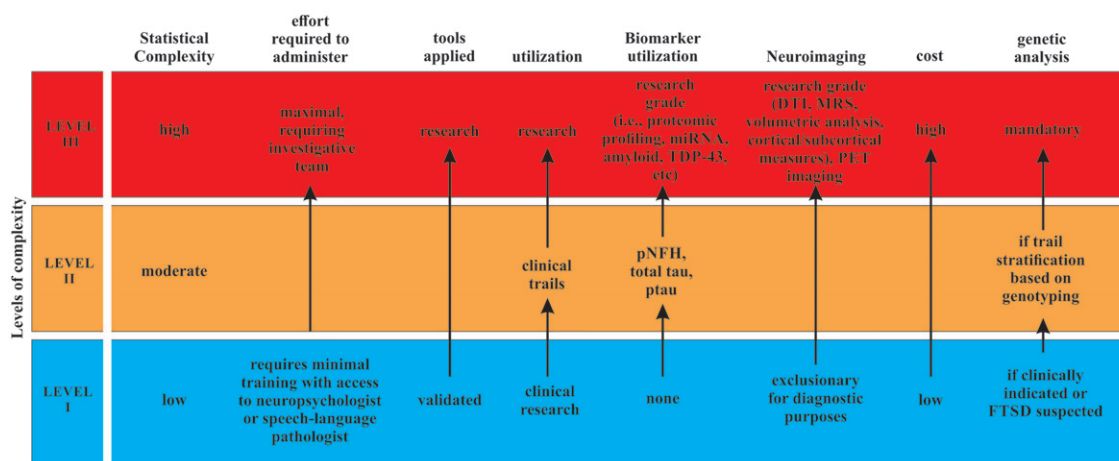 Statistical
Complexity
effort
required to
administer
tools
applied
utilization
Biomarker
utilization
Neuroimaging
cost
genetic
analysis
Levels of complexity
LEVEL
III
high
maximal,
requiring
investigative
team
research
research
research
grade
(i.e., proteomic
profiling, miRNA,
amyloid, TDP-43,
etc)
research grade
(DTI, MRS,
volumetric analysis,
cortical/subcortical
measures), PET
imaging
high
mandatory
LEVEL
II
moderate
clinical
trails
pNFH,
total tau,
ptau
if trail
stratification
based on
genotyping
LEVEL
I
low
requires minimal
training with access
to neuropsychologist
or speech-language
pathologist
validated
clinical
research
none
exclusionary
for diagnostic
purposes
low
if clinically
indicated or
FTSD suspected